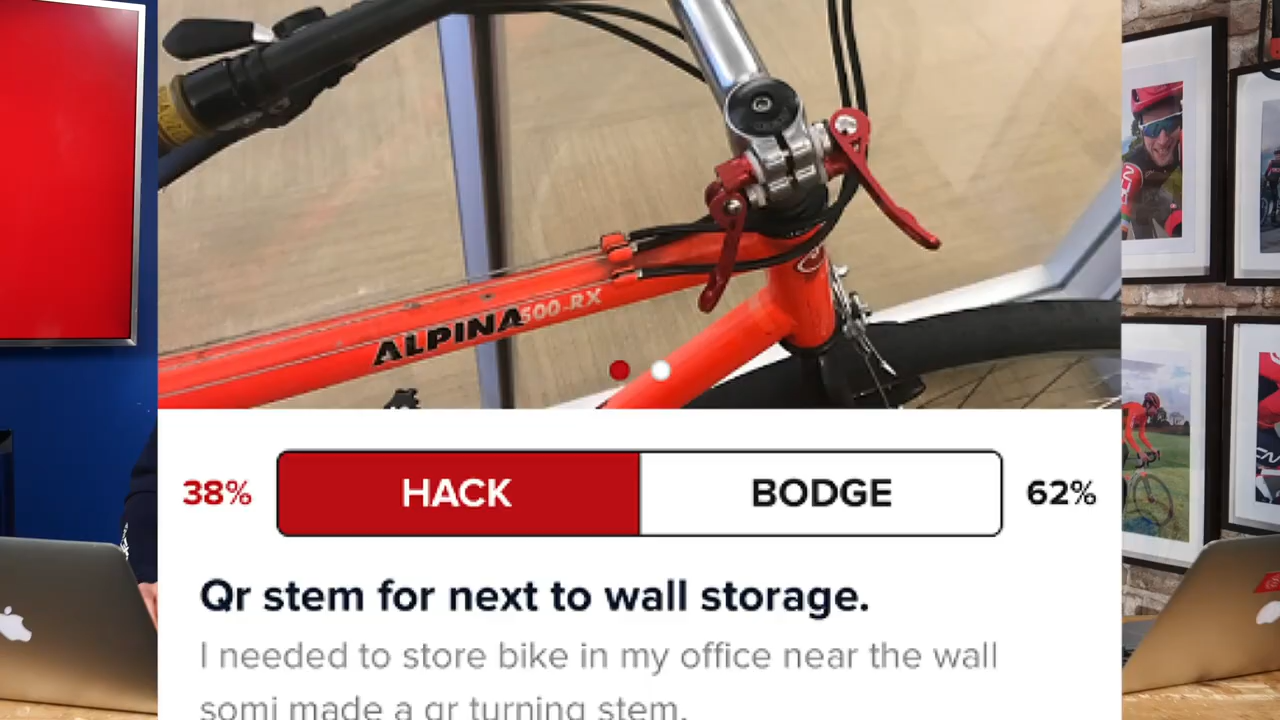 ALPINA 500-RX
38% HACK BODGE 62%
Qr stem for next to wall storage.
I needed to store bike in my office near the wall
somi made a qr turning stem.